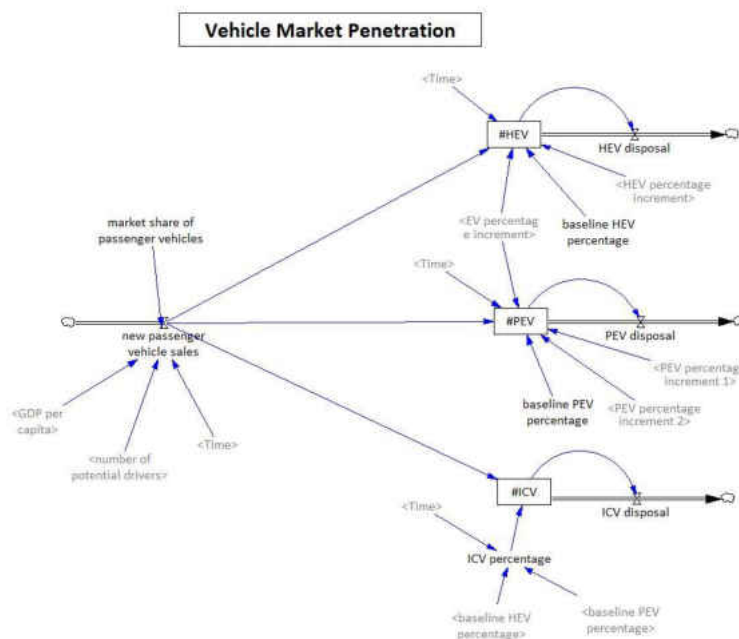 Vehicle Market Penetration
<Time>
#HEV
HEV disposal
<HEV percentage
increment>
market share of
passenger vehicles
<EV percentag
e increment>
baseline HEV
percentage
<Time>
#PEV
PEV disposal
new passenger
vehicle sales
<PEV percentag
increment 1>
baseline PEV
percentage
<PEV percentage
increment 2>
<GDP per
capita>
<number of
potential drivers>
<Time>
#ICV
ICV disposal
<Time>
ICV percentage
<baseline HEV
percentage>
<baseline PEV
percentage>